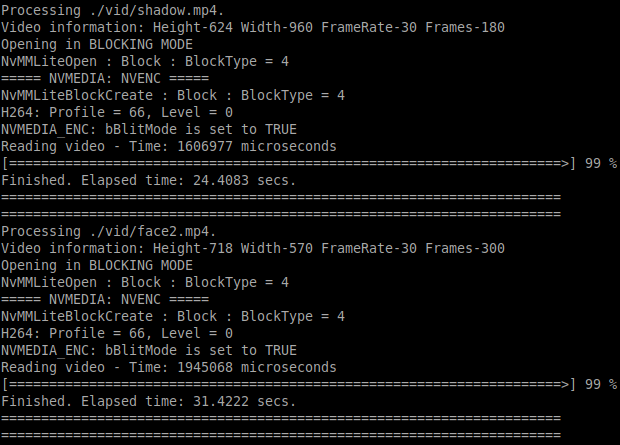 Processing ./vid/shadow.mp4.
Video information: Height-624 Width-960 FrameRate-30 Frames-180
Opening in BLOCKING MODE
NvMMLiteOpen : Block : BlockType = 4
===== NVMEDIA: NVENC =====
NvMMLiteBlockCreate : Block : BlockType = 4
H264: Profile = 66, Level = 0
NVMEDIA_ENC: bBlitMode is set to TRUE
Reading video - Time: 1606977 microseconds
[=====================================================================>] 99 %
Finished. Elapsed time: 24.4083 secs.
======================================================================
======================================================================
Processing ./vid/face2.mp4.
Video information: Height-718 Width-570 FrameRate-30 Frames-300
Opening in BLOCKING MODE
NvMMLiteOpen : Block : BlockType = 4
===== NVMEDIA: NVENC =====
NvMMLiteBlockCreate : Block : BlockType = 4
H264: Profile = 66, Level = 0
NVMEDIA_ENC: bBlitMode is set to TRUE
Reading video - Time: 1945068 microseconds
[=====================================================================>] 99 %
Finished. Elapsed time: 31.4222 secs.
======================================================================
======================================================================